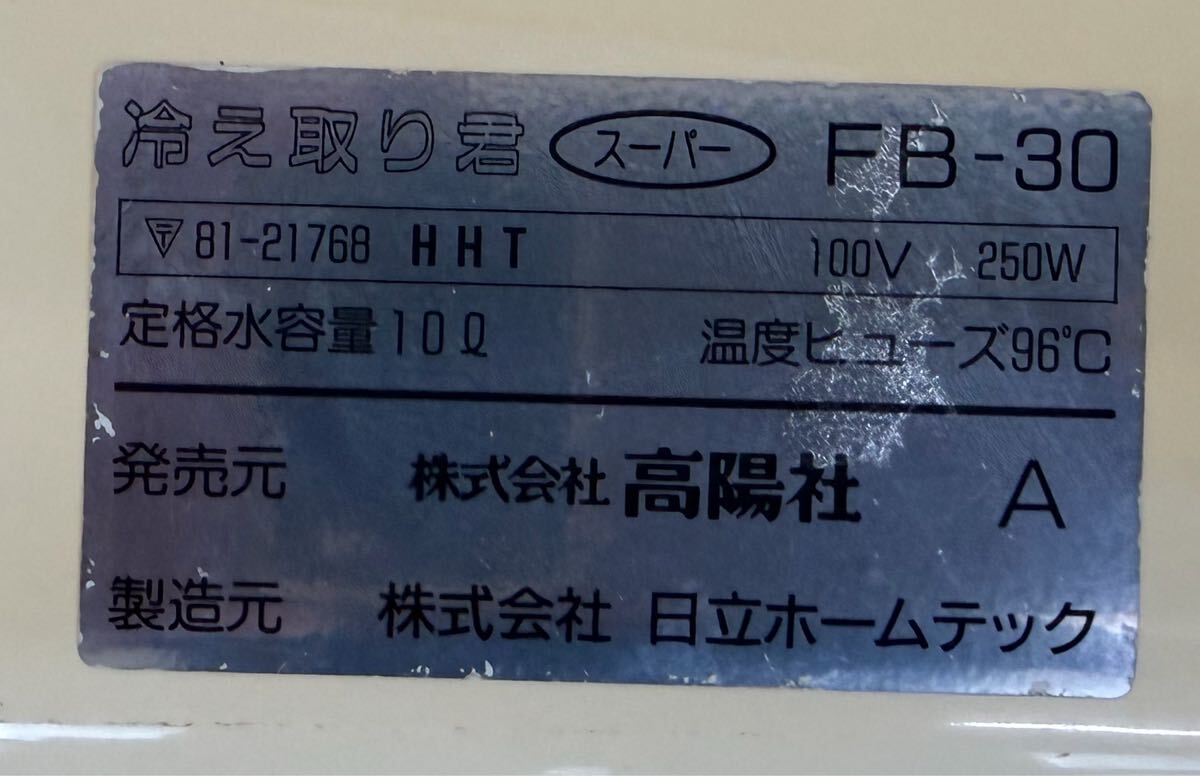 冷え取り君 スーパー FB-30
〒 81-21768 HHT 100V 250W
定格水容量10ℓ 温度ヒューズ96℃
発売元 株式会社 高陽社 A
製造元 株式会社 日立ホームテック